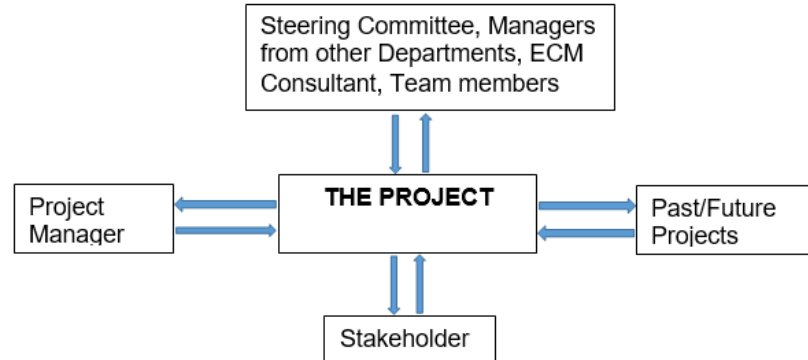 Steering Committee, Managers
from other Departments, ECM
Consultant, Team members
THE PROJECT
Project
Manager
Past/Future
Projects
Stakeholder